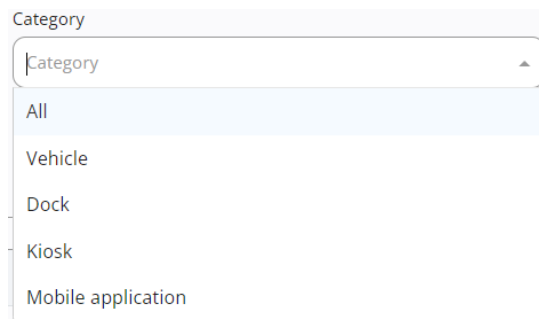 Category
Category
All
Vehicle
Dock
Kiosk
Mobile application